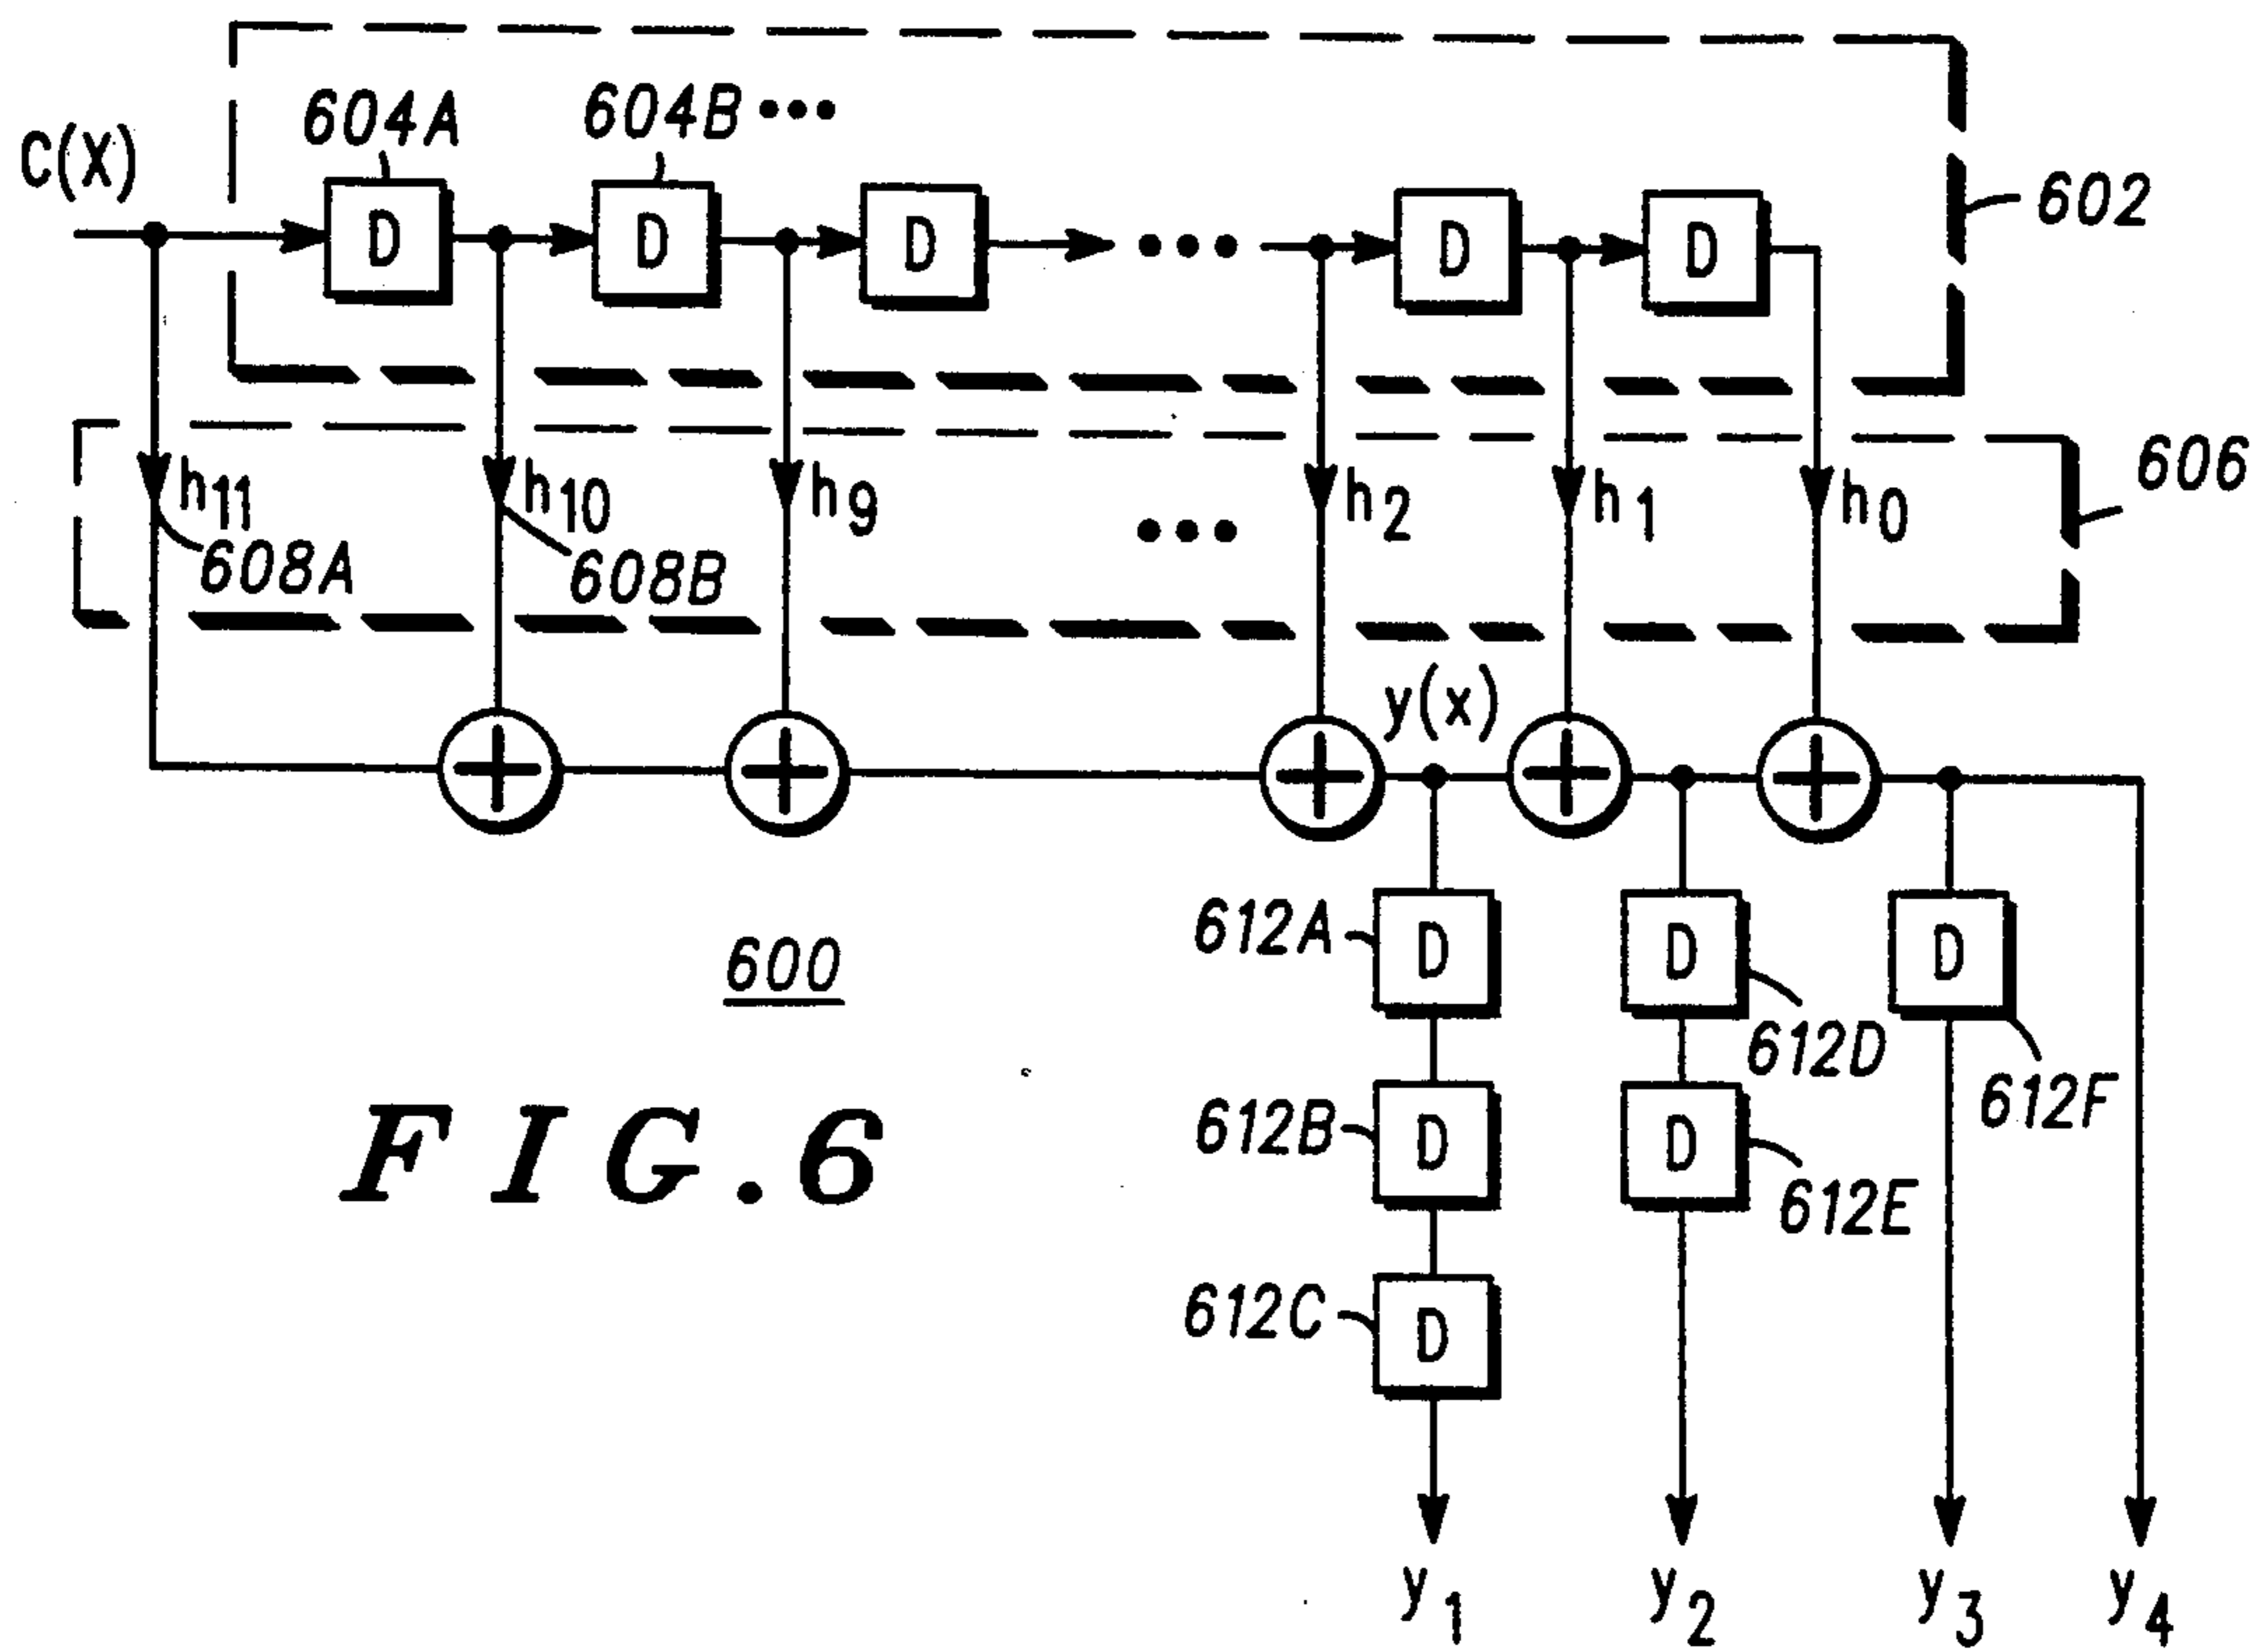 604A 604B •••
C(X)
D D D ••• D D
602
606
h11 h10 h9 ••• h2 h1 h0
608A 608B
y(x)
+ + + + +
612A D D D
600
612D
612F
FIG.6
612B D D
612E
612C D
y1 y2 y3 y4